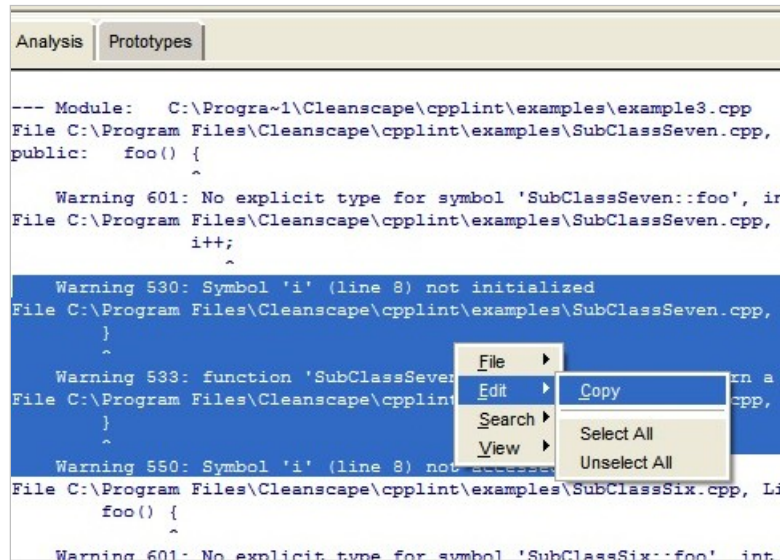 Analysis Prototypes
--- Module: C:\Progra~1\Cleanscape\cpplint\examples\example3.cpp
File C:\Program Files\Cleanscape\cpplint\examples\SubClassSeven.cpp,
public: foo() {
^
Warning 601: No explicit type for symbol 'SubClassSeven::foo',
File C:\Program Files\Cleanscape\cpplint\examples\SubClassSeven.cpp,
i++;
^
Warning 530: Symbol 'i' (line 8) not initialized
File C:\Program Files\Cleanscape\cpplint\examples\SubClassSeven.cpp,
}
^
File
Warning 533: function 'SubClassSeven a
Edit Copy
File C:\Program Files\Cleanscape\cpplint
}
^
Search
Select All
View
Unselect All
Warning 550: Symbol 'i' (line 8) not accessed
File C:\Program Files\Cleanscape\cpplint\examples\SubClassSix.cpp,
foo() {
^
Warning 601: No explicit type for symbol 'SubClassSix::foo', int